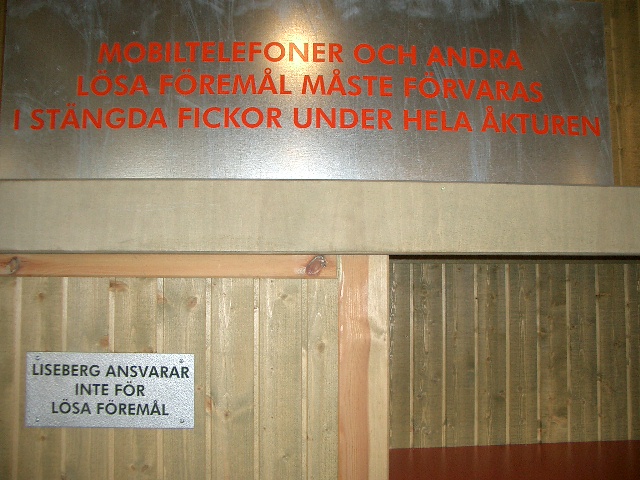 MOBILTELEFONER OCH ANDRA
LÖSA FÖREMÅL MÅSTE FÖRVARAS
I STÄNGDA FICKOR UNDER HELA ÅKTUREN
LISEBERG ANSVARAR
INTE FÖR
LÖSA FÖREMÅL